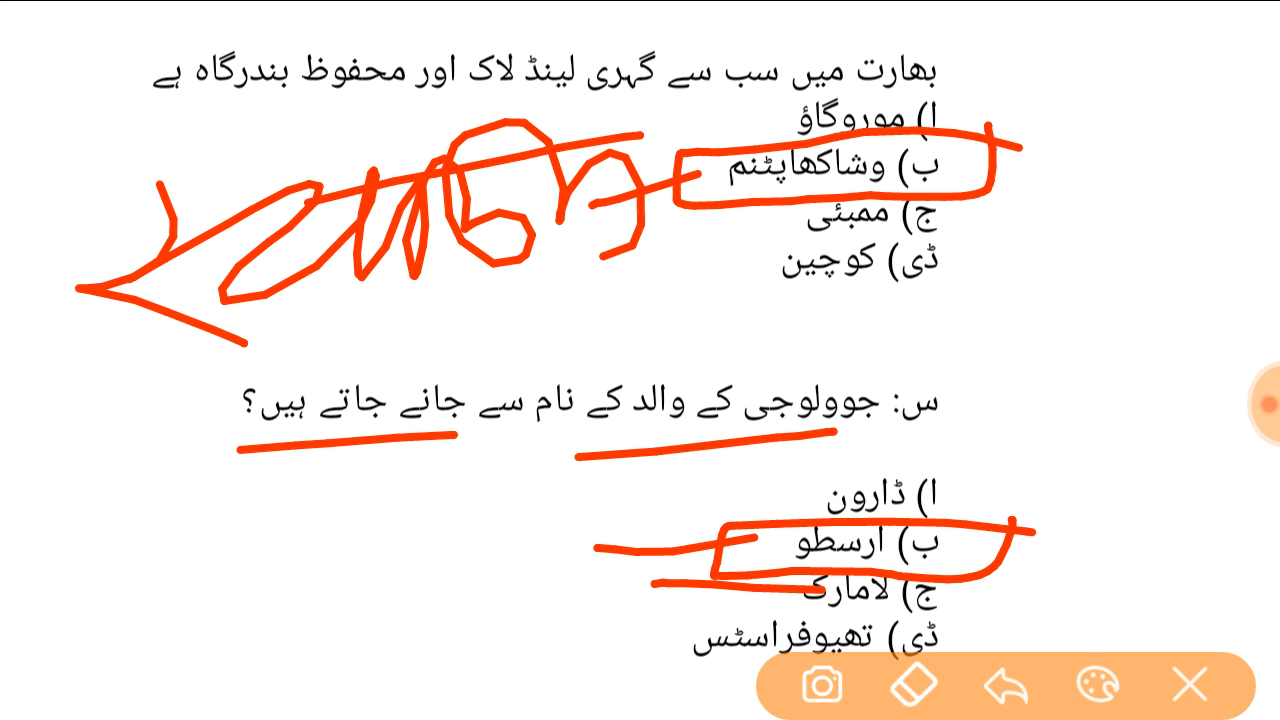 بھارت میں سب سے گہری لینڈ لاک اور محفوظ بندرگاہ ہے
ا) موروگاؤ
ب) وشاکھاپٹنم
ج) ممبئی
ڈی) کوچین
س: جوولوجی کے والد کے نام سے جانے جاتے ہیں؟
ا) ڈارون
ب) ارسطو
ج) لامارک
ڈی) تھیوفراسٹس